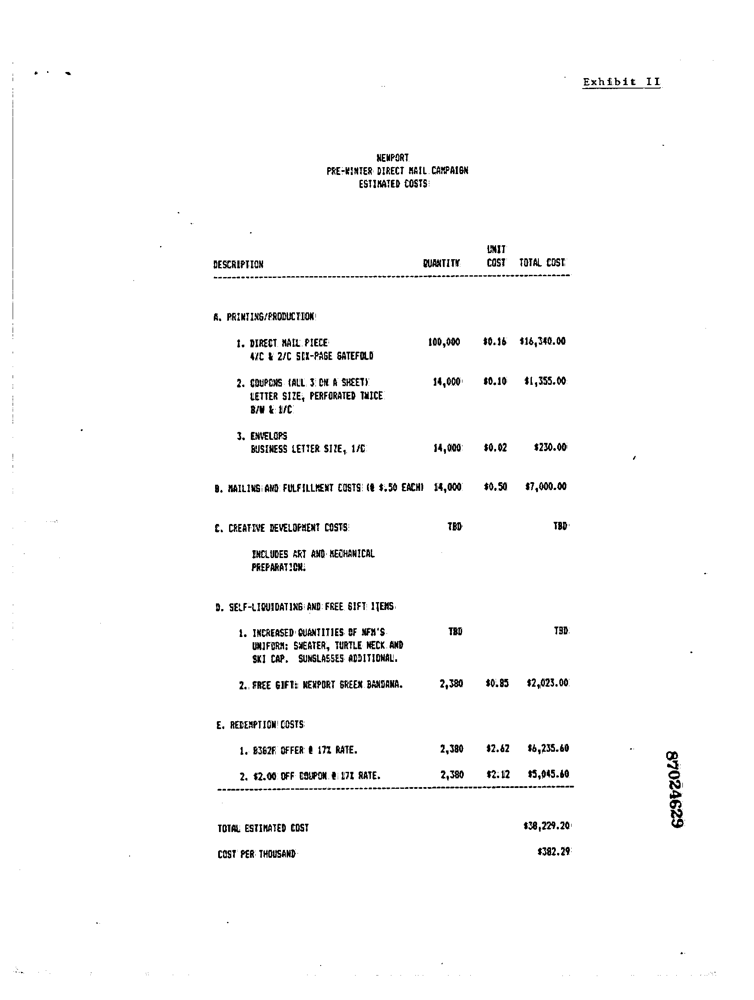 Exhibit II
NEWPORT
PRE-WINTER DIRECT MAIL CAMPAIGN
ESTIMATED COSTS
UNIT
DESCRIPTION QUANTITY COST TOTAL COST
A. PRINTING/PRODUCTION
1. DIRECT MAIL PIECE 100,000 $0.16 $16,340.00
4/C & 2/C SIX-PAGE GATEFOLD
2. COUPONS (ALL 3 ON A SHEET) 14,000 $0.10 $1,355.00
LETTER SIZE, PERFORATED TWICE
B/W & 1/C
3. ENVELOPS
BUSINESS LETTER SIZE, 1/C 14,000 $0.02 $230.00
B. MAILING AND FULFILLMENT COSTS (@ $.50 EACH) 14,000 $0.50 $7,000.00
C. CREATIVE DEVELOPMENT COSTS TBD TBD
INCLUDES ART AND MECHANICAL
PREPARATION.
D. SELF-LIQUIDATING AND FREE GIFT ITEMS
1. INCREASED QUANTITIES OF NFM'S TBD TBD
UNIFORM: SWEATER, TURTLE NECK AND
SKI CAP. SUNGLASSES ADDITIONAL.
2. FREE GIFT: NEWPORT GREEN BANDANA. 2,380 $0.85 $2,023.00
E. REDEMPTION COSTS
1. B3G2F OFFER @ 17% RATE. 2,380 $2.62 $6,235.60
2. $2.00 OFF COUPON @ 17% RATE. 2,380 $2.12 $5,045.60
TOTAL ESTIMATED COST $38,229.20
COST PER THOUSAND $382.29
87024629